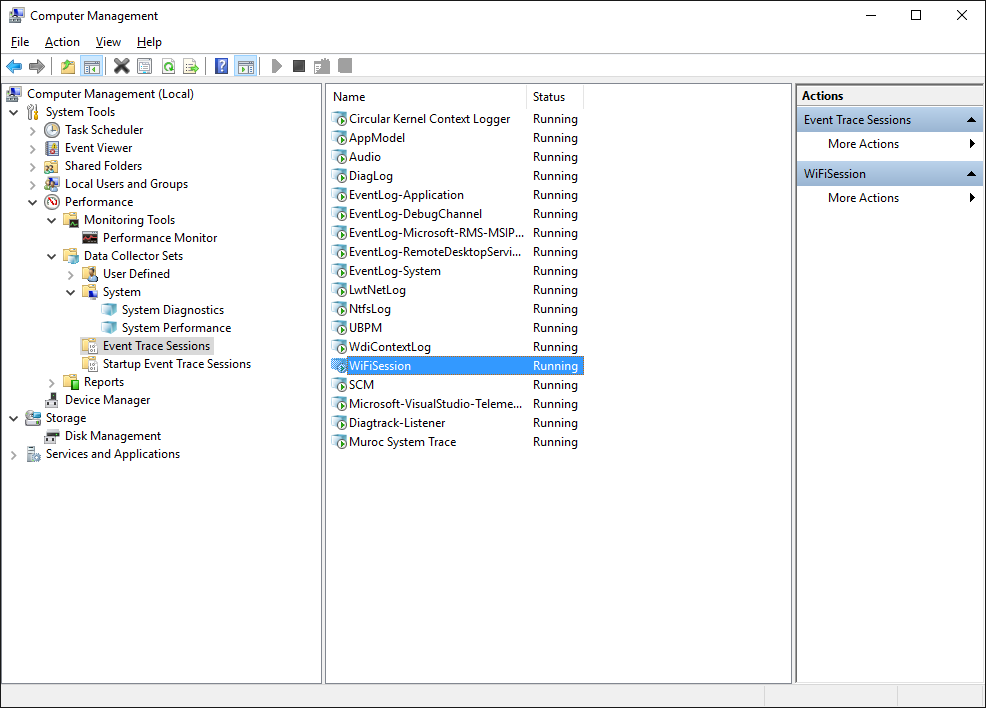 Computer Management
File Action View Help
Computer Management (Local)
System Tools
Task Scheduler
Event Viewer
Shared Folders
Local Users and Groups
Performance
Monitoring Tools
Performance Monitor
Data Collector Sets
User Defined
System
System Diagnostics
System Performance
Event Trace Sessions
Startup Event Trace Sessions
Reports
Device Manager
Storage
Disk Management
Services and Applications
Name Status
Circular Kernel Context Logger Running
AppModel Running
Audio Running
DiagLog Running
EventLog-Application Running
EventLog-DebugChannel Running
EventLog-Microsoft-RMS-MSIP... Running
EventLog-RemoteDesktopServi... Running
EventLog-System Running
LwtNetLog Running
NtfsLog Running
UBPM Running
WdiContextLog Running
WiFiSession Running
SCM Running
Microsoft-VisualStudio-Teleme... Running
Diagtrack-Listener Running
Muroc System Trace Running
Actions
Event Trace Sessions
More Actions
WiFiSession
More Actions